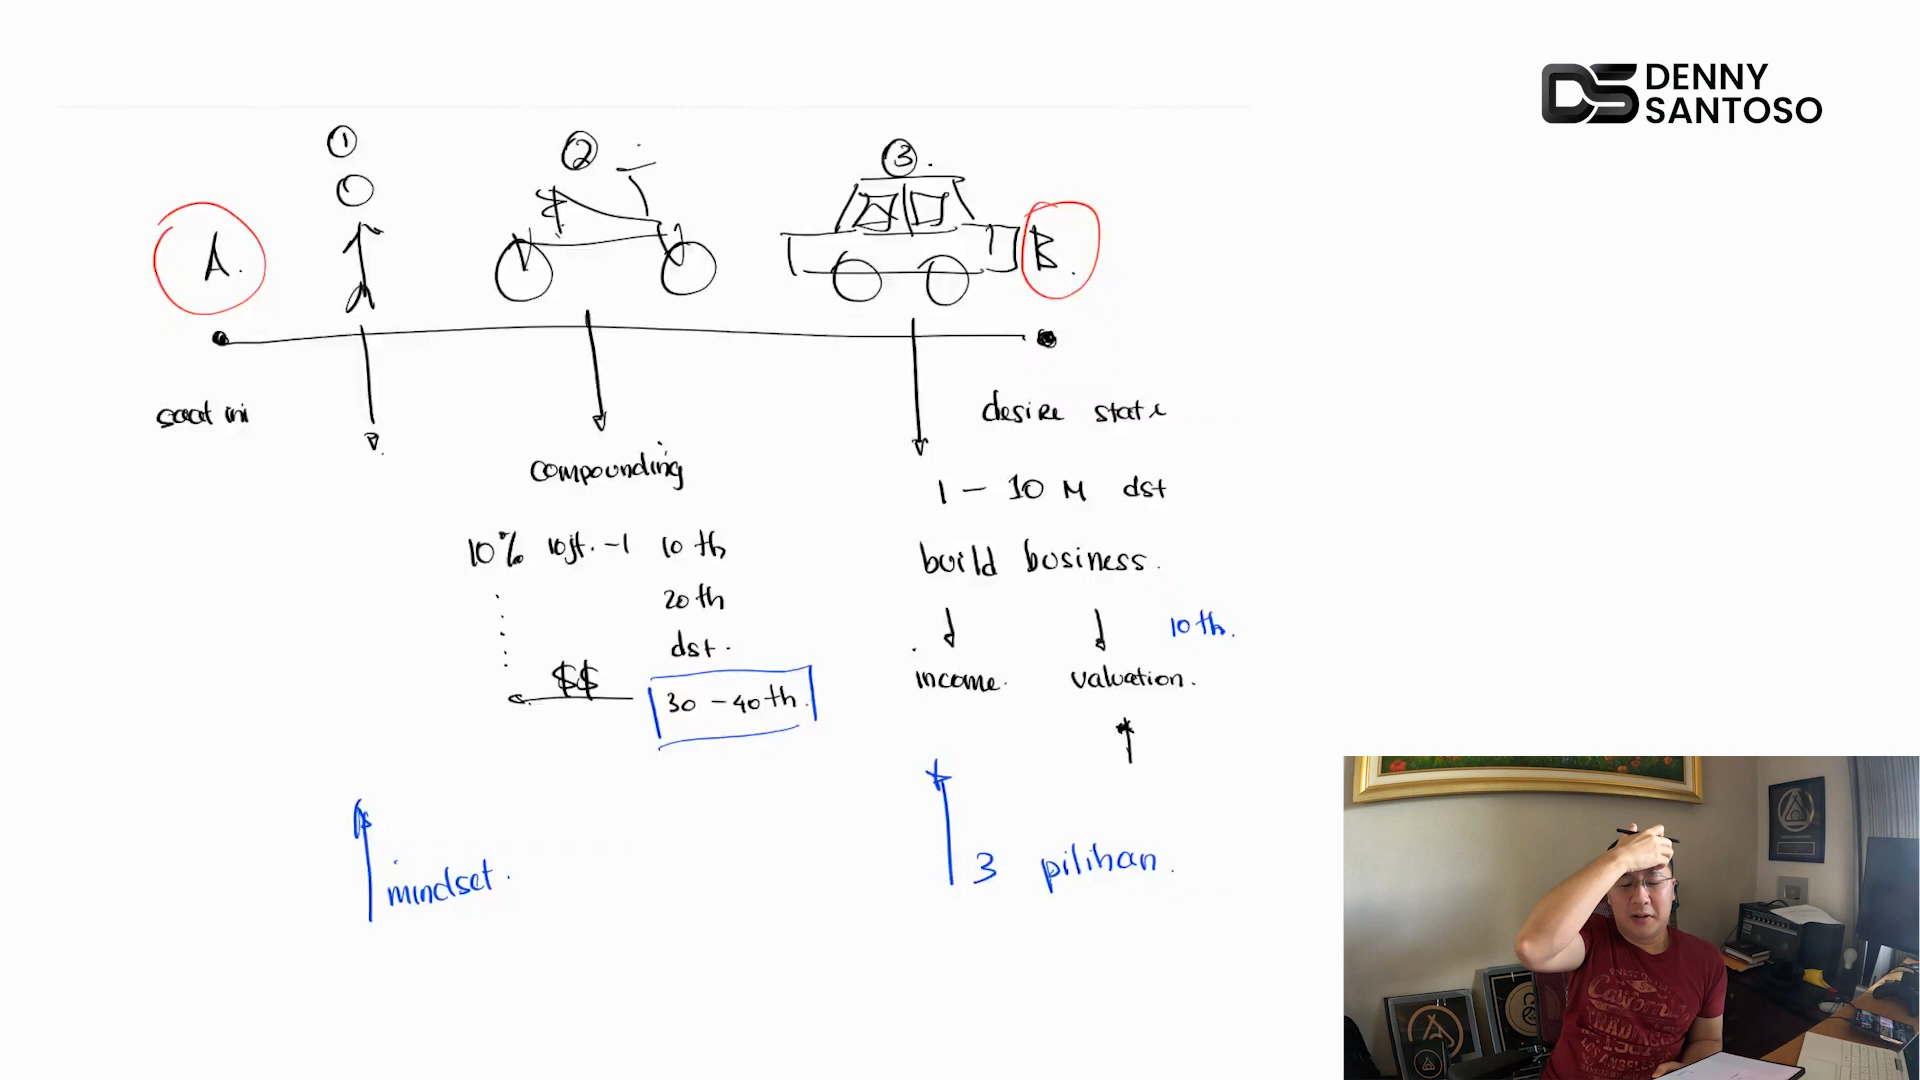 DENNY
SANTOSO
1
2
3.
A.
B.
saat ini
desire state
compounding
1 - 10 M dst
10% 10jt. -1 10 th
build business.
20 th
10 th.
dst.
income.
valuation.
$$
30 - 40 th.
mindset.
3 pilihan.
California